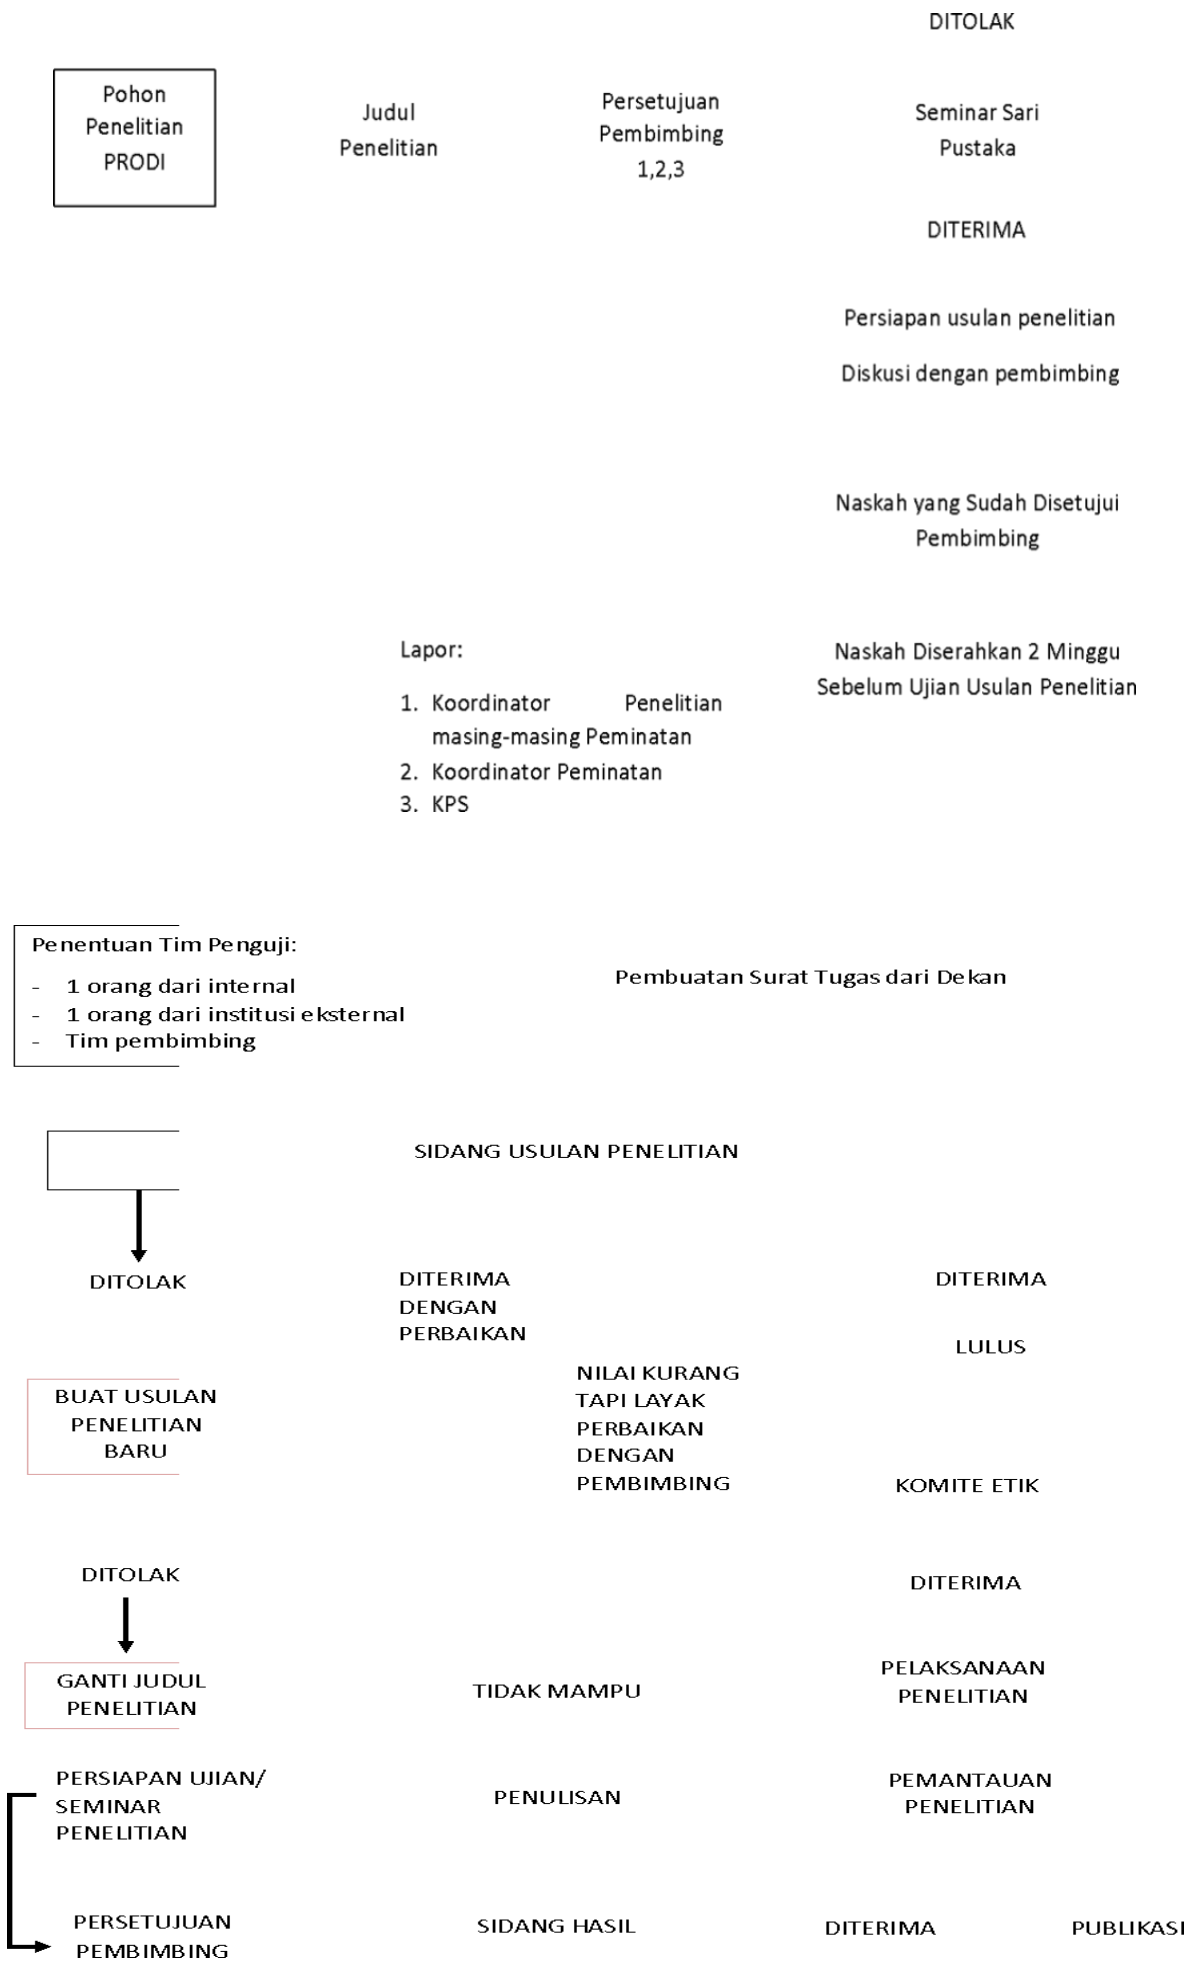 DITOLAK
Pohon
Penelitian
PRODI
Judul
Penelitian
Persetujuan
Pembimbing
1,2,3
Seminar Sari
Pustaka
DITERIMA
Persiapan usulan penelitian
Diskusi dengan pembimbing
Naskah yang Sudah Disetujui
Pembimbing
Lapor:
1. Koordinator Penelitian
masing-masing Peminatan
2. Koordinator Peminatan
3. KPS
Naskah Diserahkan 2 Minggu
Sebelum Ujian Usulan Penelitian
Penentuan Tim Penguji:
- 1 orang dari internal
- 1 orang dari institusi eksternal
- Tim pembimbing
Pembuatan Surat Tugas dari Dekan
SIDANG USULAN PENELITIAN
DITOLAK
DITERIMA
DENGAN
PERBAIKAN
DITERIMA
LULUS
BUAT USULAN
PENELITIAN
BARU
NILAI KURANG
TAPI LAYAK
PERBAIKAN
DENGAN
PEMBIMBING
KOMITE ETIK
DITOLAK
DITERIMA
GANTI JUDUL
PENELITIAN
TIDAK MAMPU
PELAKSANAAN
PENELITIAN
PERSIAPAN UJIAN/
SEMINAR
PENELITIAN
PENULISAN
PEMANTAUAN
PENELITIAN
PERSETUJUAN
PEMBIMBING
SIDANG HASIL
DITERIMA
PUBLIKASI